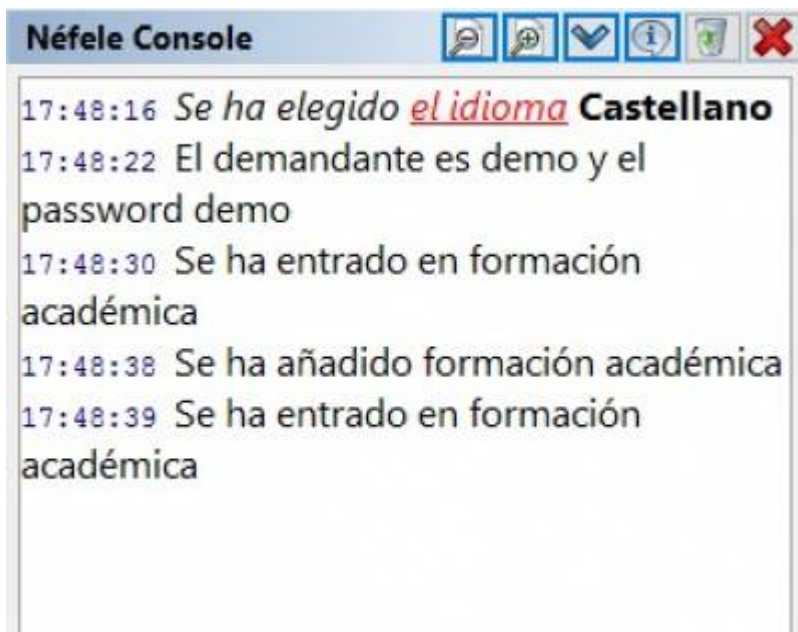 Néfele Console
17:48:16 Se ha elegido el idioma Castellano
17:48:22 El demandante es demo y el
password demo
17:48:30 Se ha entrado en formación
académica
17:48:38 Se ha añadido formación académica
17:48:39 Se ha entrado en formación
académica